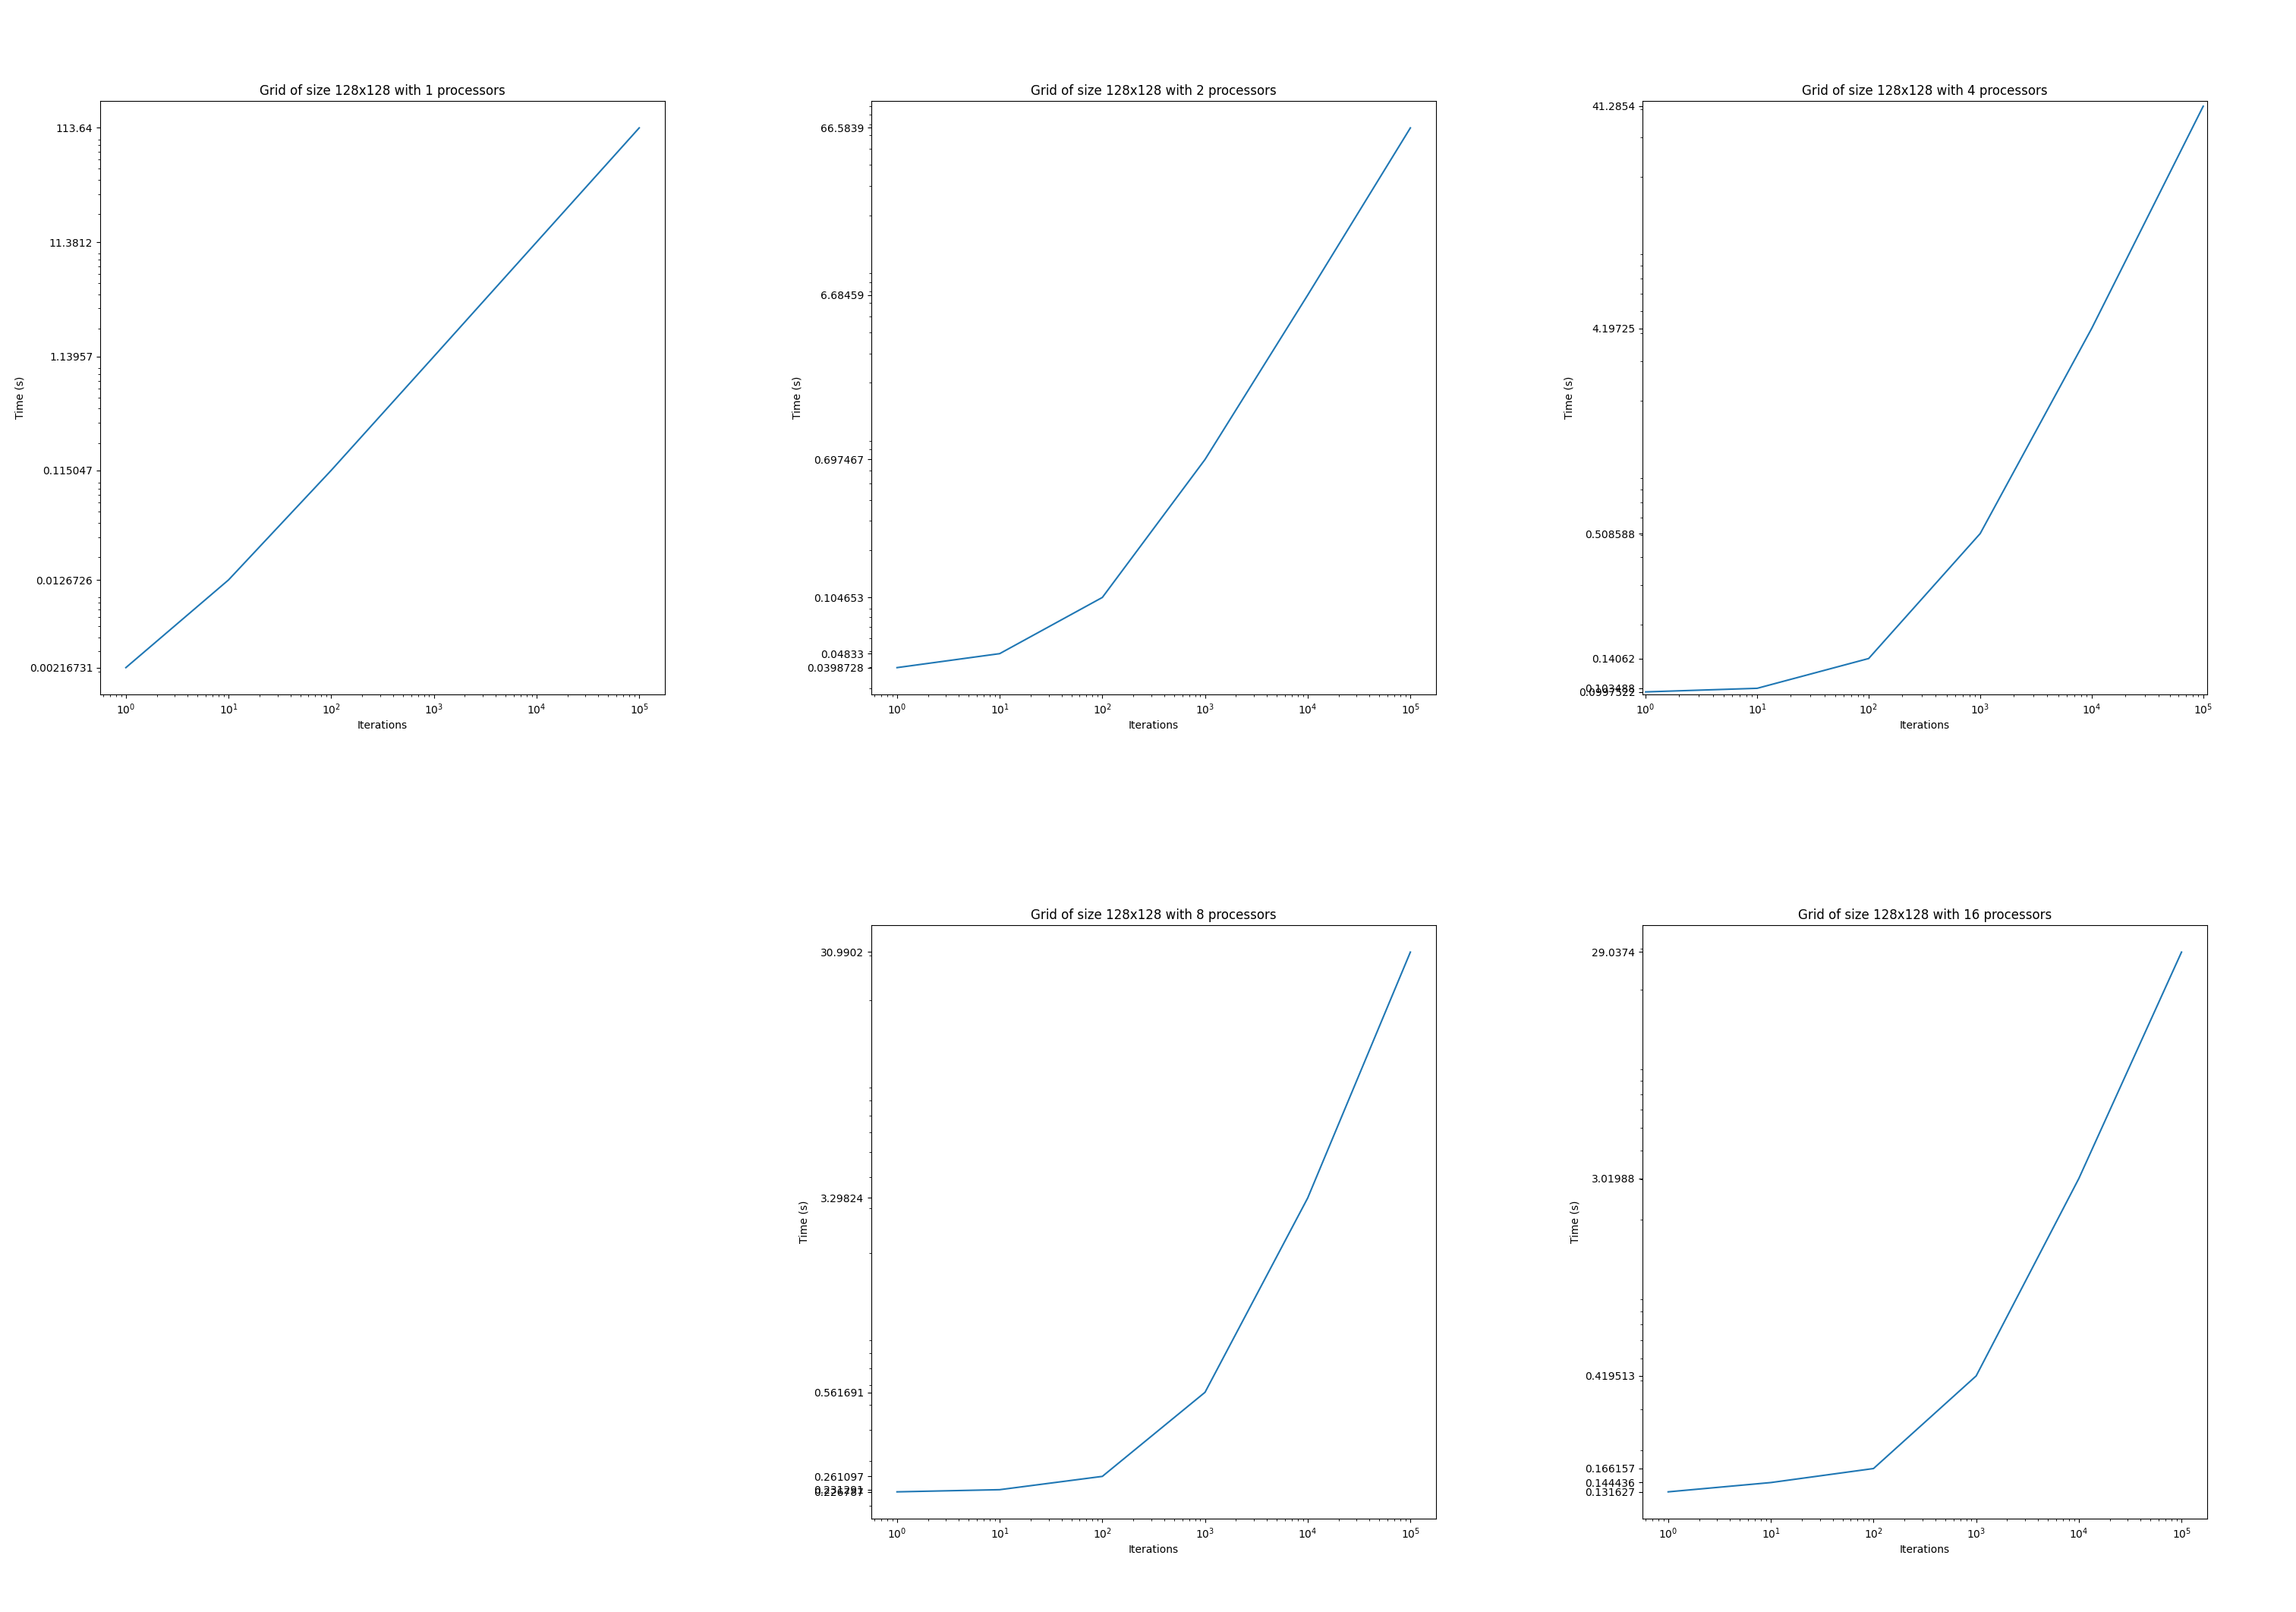 Grid of size 128x128 with 1 processors
113.64
11.3812
1.13957
0.115047
0.0126726
0.00216731
Time (s)
10^0 10^1 10^2 10^3 10^4 10^5
Iterations
Grid of size 128x128 with 2 processors
66.5839
6.68459
0.697467
0.104653
0.04833
0.0398728
Time (s)
10^0 10^1 10^2 10^3 10^4 10^5
Iterations
Grid of size 128x128 with 4 processors
41.2854
4.19725
0.508588
0.14062
0.103488
0.0997522
Time (s)
10^0 10^1 10^2 10^3 10^4 10^5
Iterations
Grid of size 128x128 with 8 processors
30.9902
3.29824
0.561691
0.261097
0.226787
Time (s)
10^0 10^1 10^2 10^3 10^4 10^5
Iterations
Grid of size 128x128 with 16 processors
29.0374
3.01988
0.419513
0.166157
0.144436
0.131627
Time (s)
10^0 10^1 10^2 10^3 10^4 10^5
Iterations